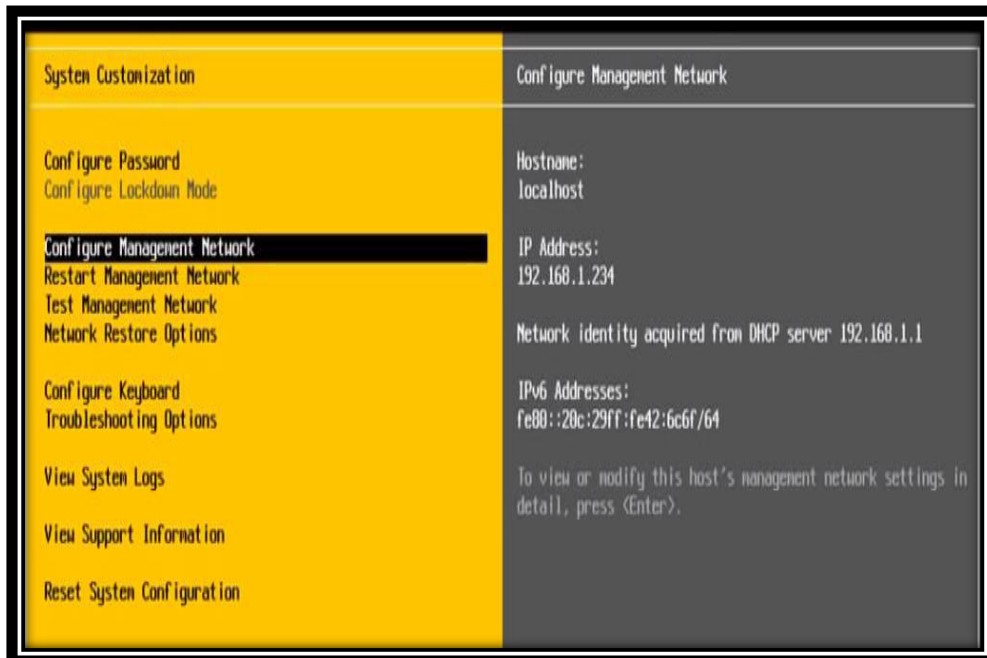 System Customization
Configure Password
Configure Lockdown Mode
Configure Management Network
Restart Management Network
Test Management Network
Network Restore Options
Configure Keyboard
Troubleshooting Options
View System Logs
View Support Information
Reset System Configuration
Configure Management Network
Hostname:
localhost
IP Address:
192.168.1.234
Network identity acquired from DHCP server 192.168.1.1
IPv6 Addresses:
fe80::20c:29ff:fe42:6c6f/64
To view or modify this host's management network settings in
detail, press <Enter>.